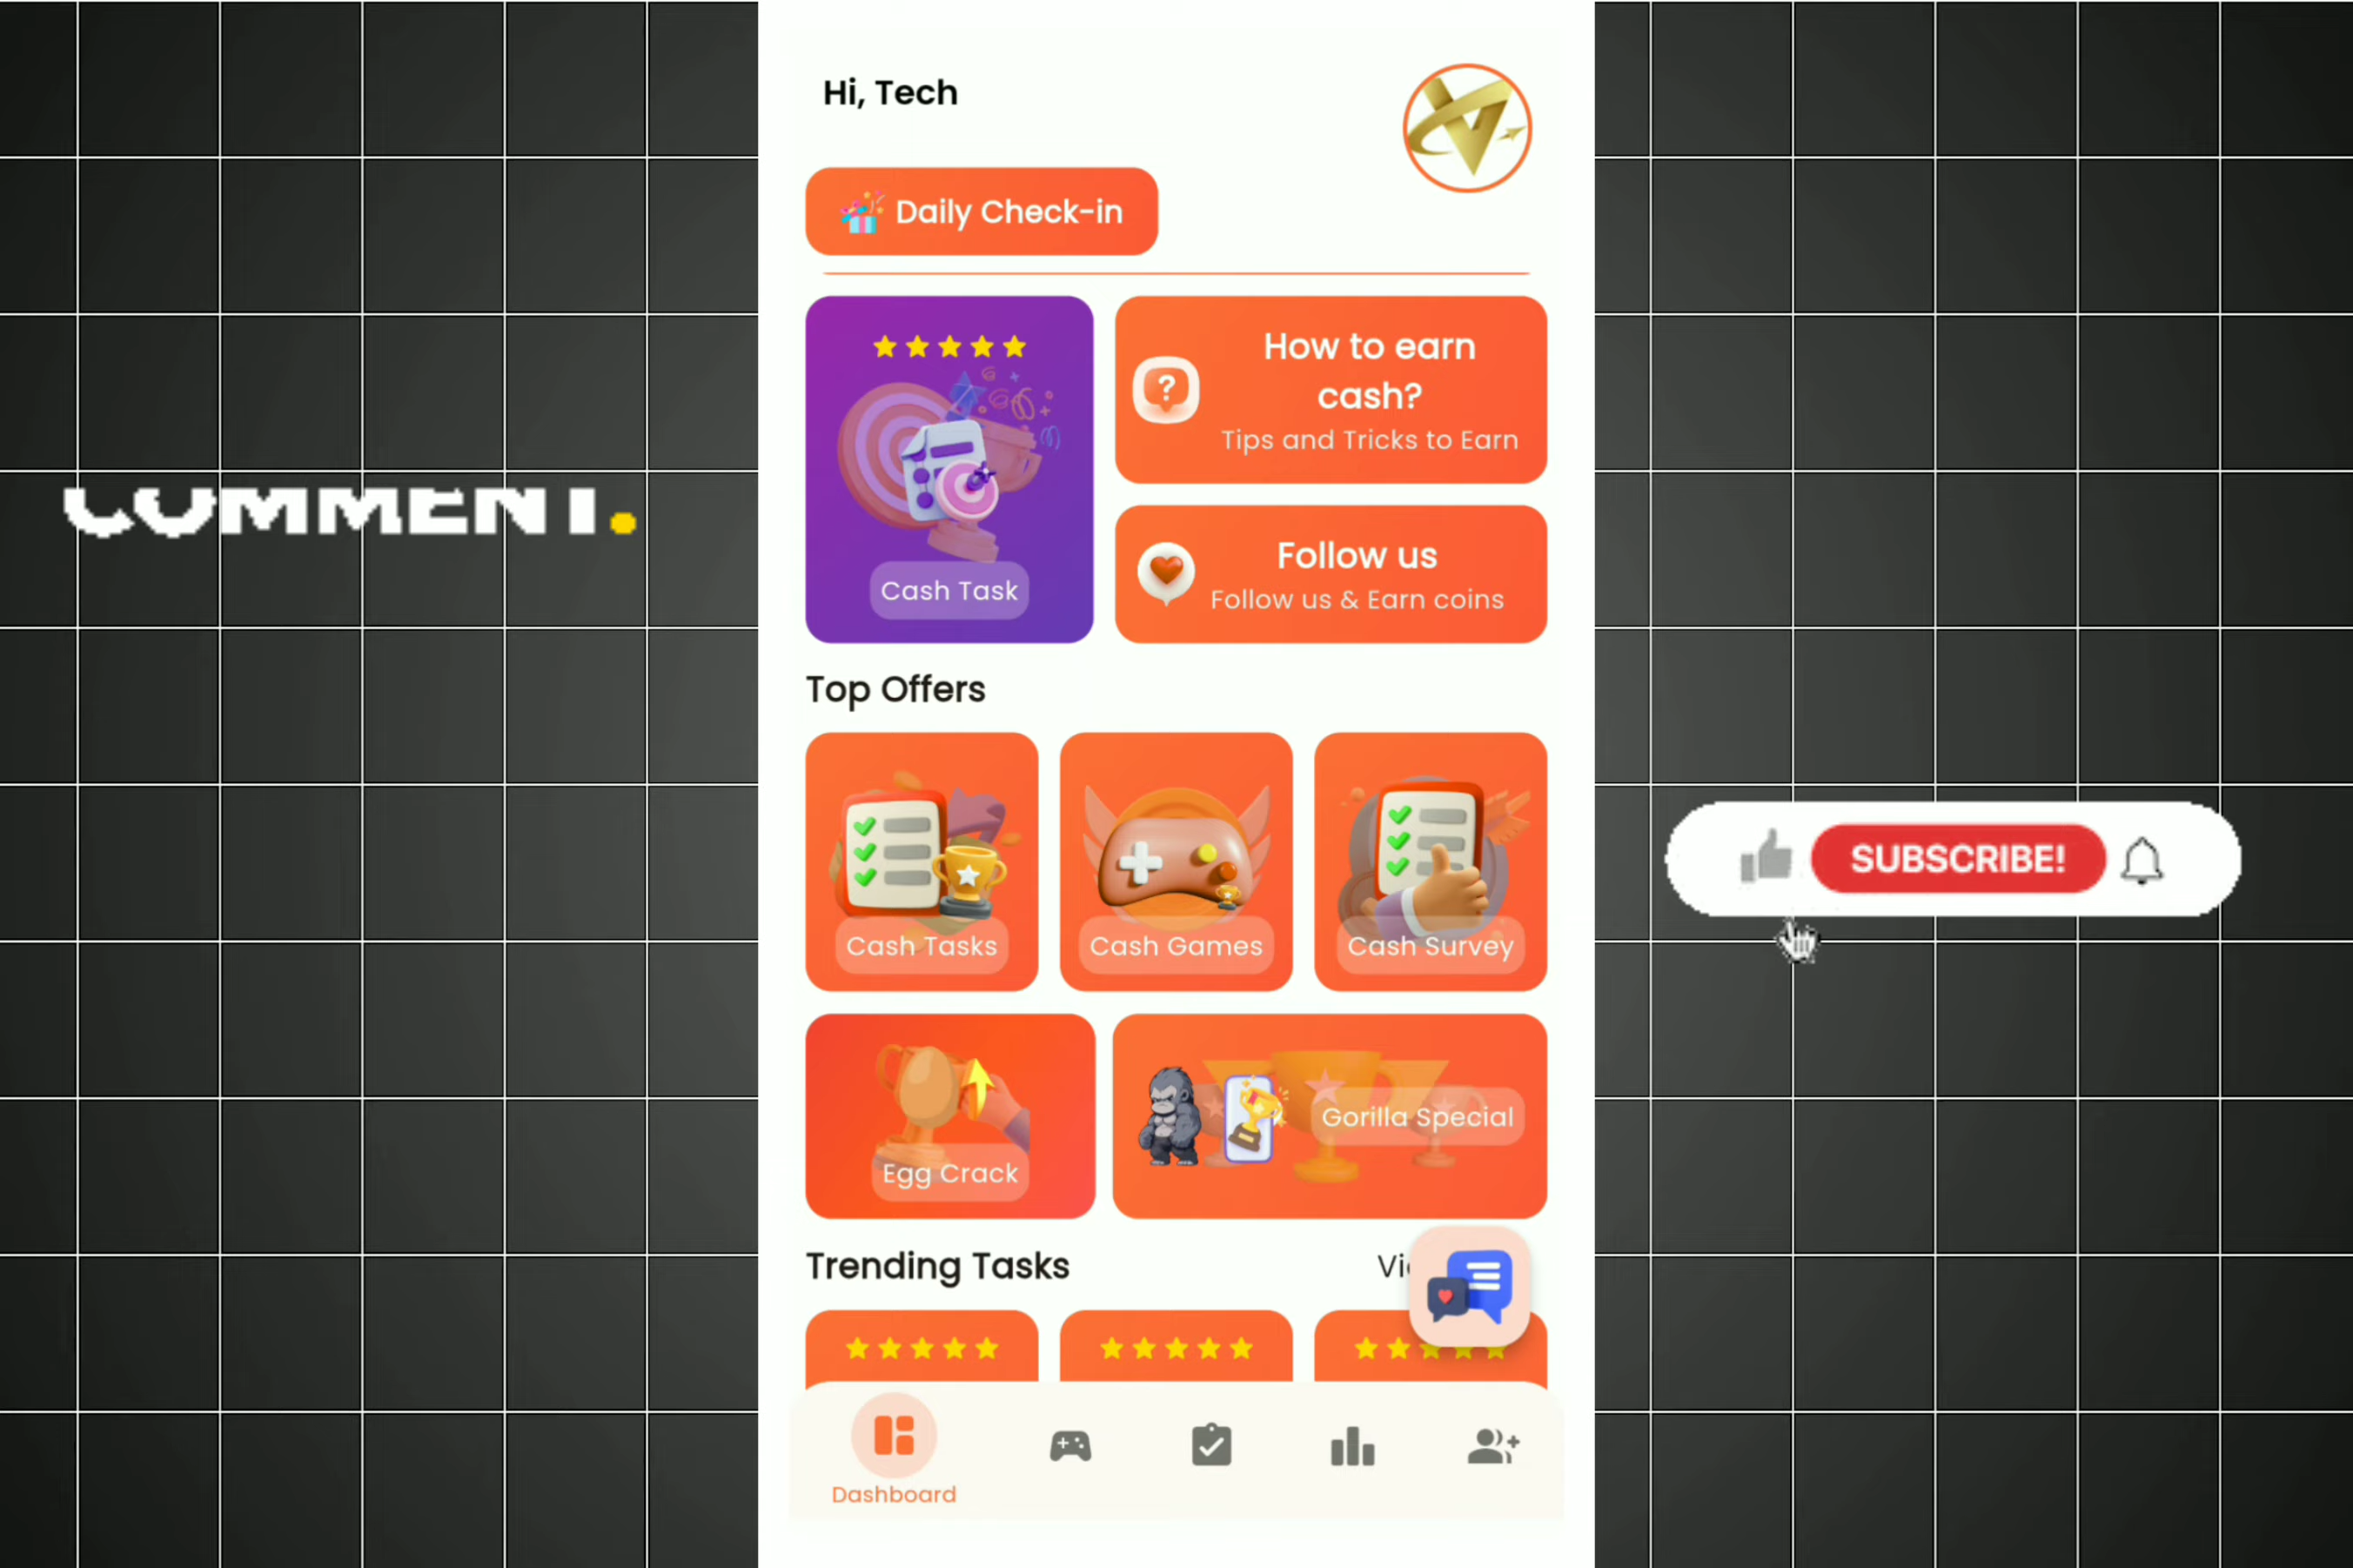 Hi, Tech
Daily Check-in
How to earn
cash?
Tips and Tricks to Earn
Cash Task
Follow us
Follow us & Earn coins
Top Offers
Cash Tasks
Cash Games
Cash Survey
Egg Crack
Gorilla Special
Trending Tasks
Dashboard
COMMENT.
SUBSCRIBE!